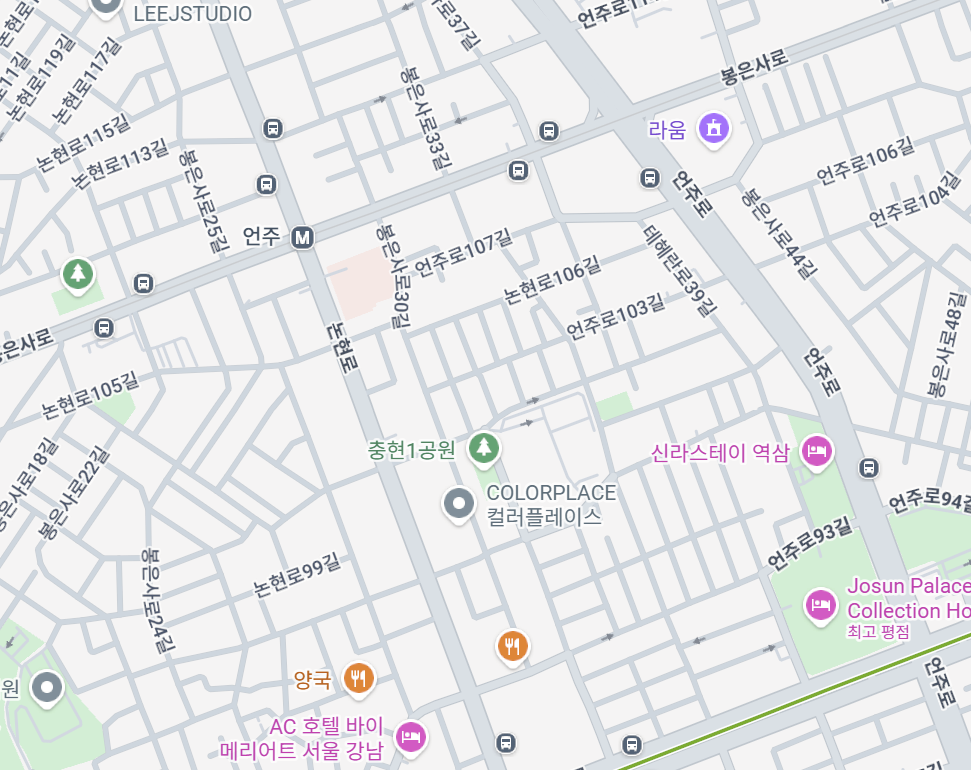 LEEJSTUDIO
언주로11
37길
논현로119길
논현로117길
11길
봉은사로
봉은사로33길
라움
논현로115길
논현로113길
언주로106길
언주로
언주로104길
봉은사로25길
봉은사로44길
언주
M
언주로107길
테헤란로39길
봉은사로30길
논현로106길
언주로103길
봉은사로48길
은사로
논현로
언주로
논현로105길
충현1공원
신라스테이 역삼
은사로18길
봉은사로22길
COLORPLACE
컬러플레이스
언주로94길
언주로93길
봉은사로24길
논현로99길
Josun Palace
Collection Ho
최고 평점
원
양국
언주로
AC 호텔 바이
메리어트 서울 강남